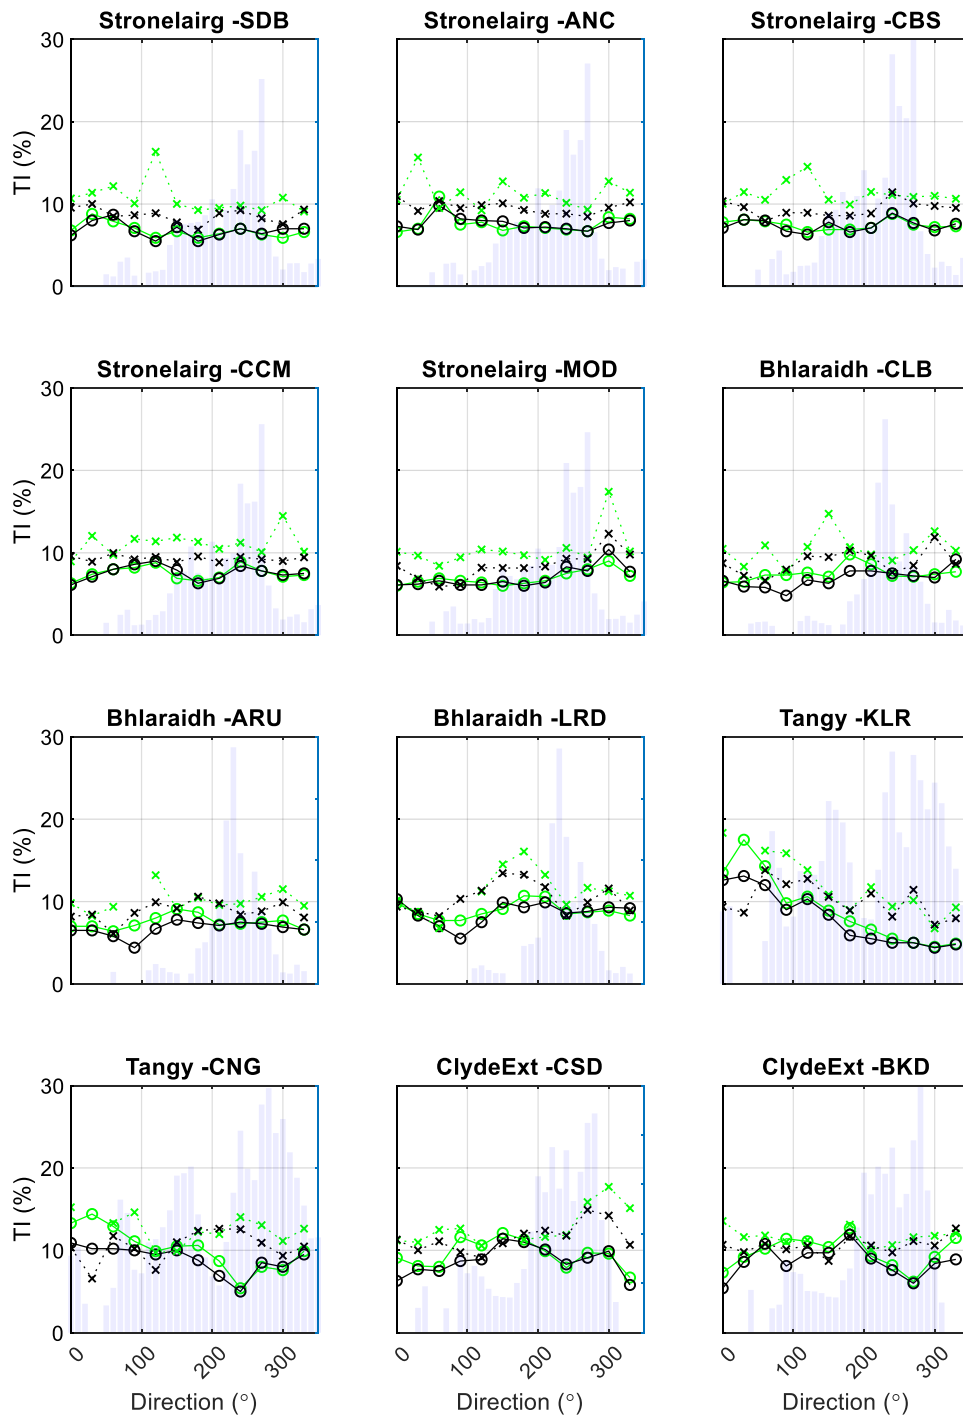 Stronelairg -SDB
Stronelairg -ANC
Stronelairg -CBS
30
20
10
0
TI (%)
Stronelairg -CCM
Stronelairg -MOD
Bhlaraidh -CLB
30
20
10
0
TI (%)
Bhlaraidh -ARU
Bhlaraidh -LRD
Tangy -KLR
30
20
10
0
TI (%)
Tangy -CNG
ClydeExt -CSD
ClydeExt -BKD
30
20
10
0
TI (%)
0 100 200 300
0 100 200 300
0 100 200 300
Direction (°)
Direction (°)
Direction (°)